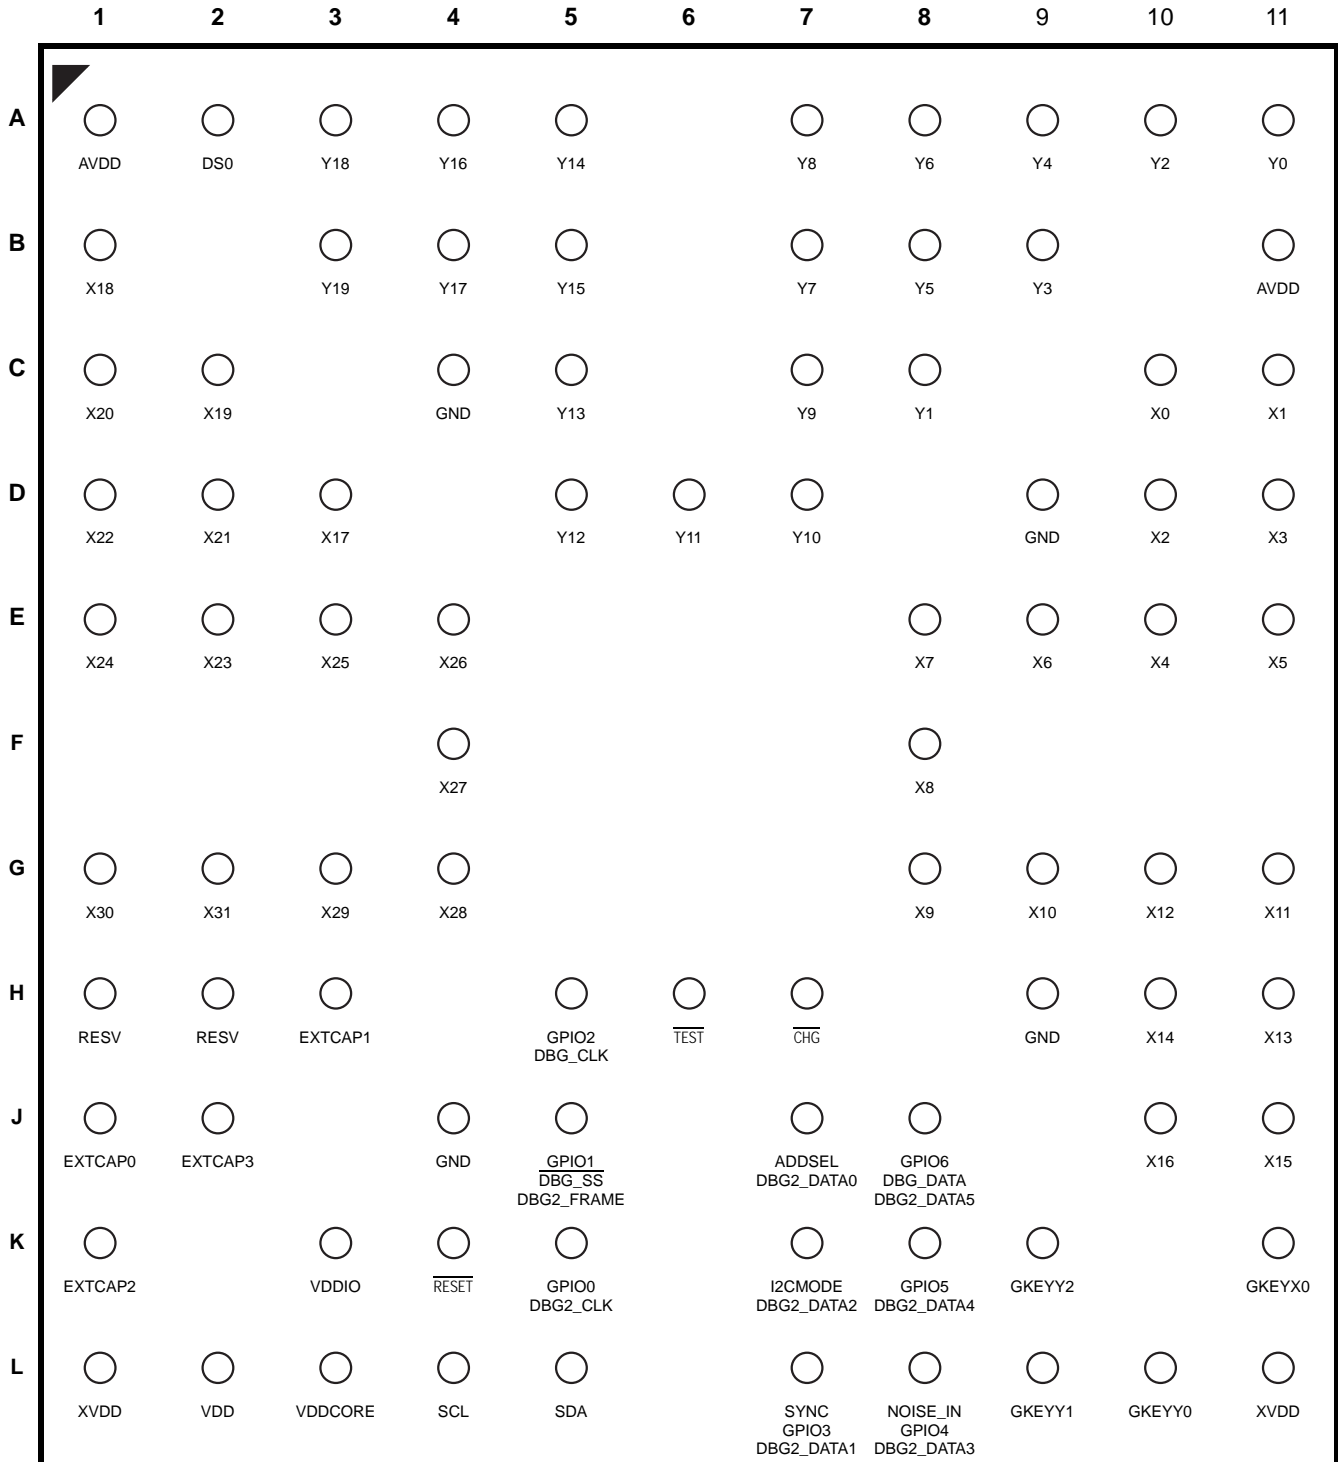 1 2 3 4 5 6 7 8 9 10 11
A
AVDD DS0 Y18 Y16 Y14 Y8 Y6 Y4 Y2 Y0
B
X18 Y19 Y17 Y15 Y7 Y5 Y3 AVDD
C
X20 X19 GND Y13 Y9 Y1 X0 X1
D
X22 X21 X17 Y12 Y11 Y10 GND X2 X3
E
X24 X23 X25 X26 X7 X6 X4 X5
F
X27 X8
G
X30 X31 X29 X28 X9 X10 X12 X11
H
RESV RESV EXTCAP1 GPIO2 TEST CHG GND X14 X13
DBG_CLK
J
EXTCAP0 EXTCAP3 GND GPIO1 ADDSEL GPIO6 X16 X15
DBG_SS DBG2_DATA0 DBG_DATA
DBG2_FRAME DBG2_DATA5
K
EXTCAP2 VDDIO RESET GPIO0 I2CMODE GPIO5 GKEYY2 GKEYX0
DBG2_CLK DBG2_DATA2 DBG2_DATA4
L
XVDD VDD VDDCORE SCL SDA SYNC NOISE_IN GKEYY1 GKEYY0 XVDD
GPIO3 GPIO4
DBG2_DATA1 DBG2_DATA3